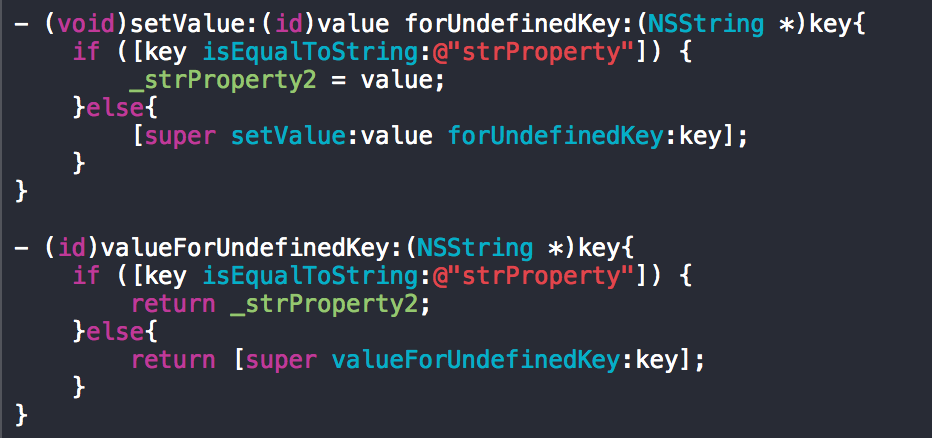 - (void)setValue:(id)value forUndefinedKey:(NSString *)key{
    if ([key isEqualToString:@"strProperty"]) {
        _strProperty2 = value;
    }else{
        [super setValue:value forUndefinedKey:key];
    }
}

- (id)valueForUndefinedKey:(NSString *)key{
    if ([key isEqualToString:@"strProperty"]) {
        return _strProperty2;
    }else{
        return [super valueForUndefinedKey:key];
    }
}